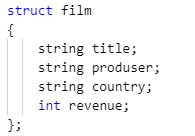 struct film
{
    string title;
    string produser;
    string country;
    int revenue;
};